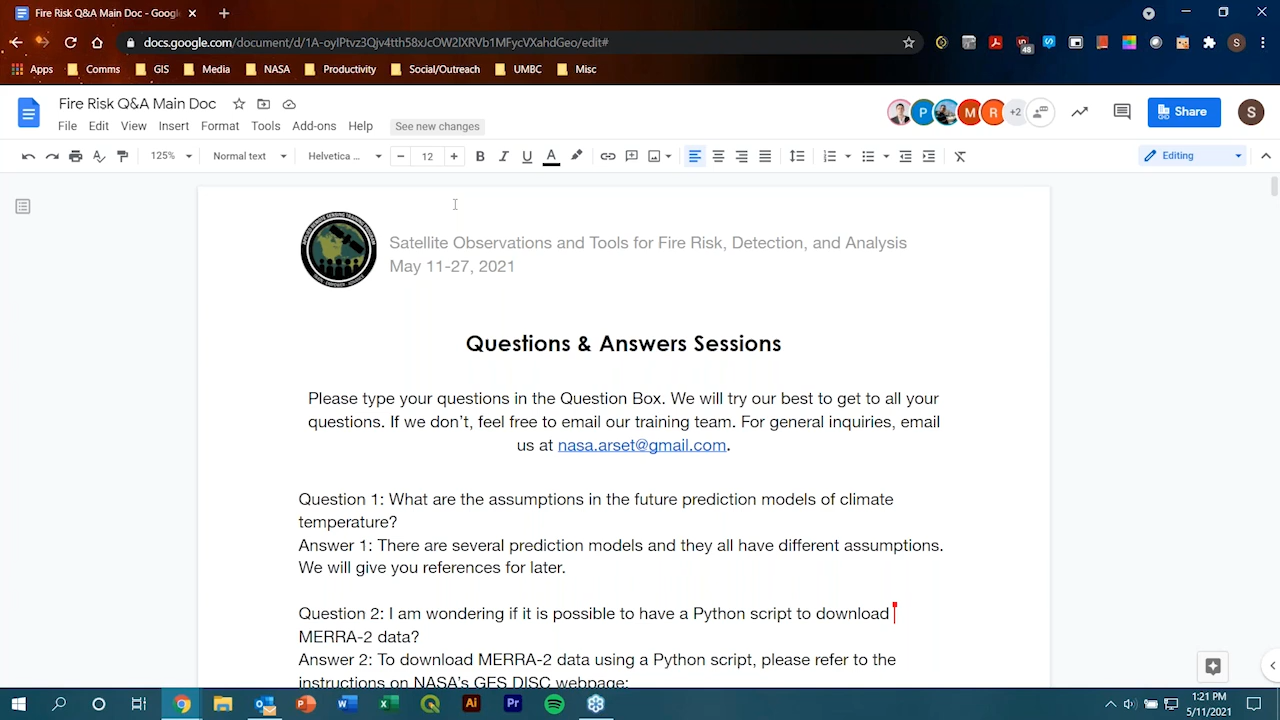 Fire Risk Q&A Main Doc - Googl
docs.google.com/document/d/1A-oyIPtvz3Qjv4tth58xJcOW2lXRVb1MFycVXahdGeo/edit#
48
S
Apps Comms GIS Media NASA Productivity Social/Outreach UMBC Misc
Fire Risk Q&A Main Doc
P M R +2 Share S
File Edit View Insert Format Tools Add-ons Help See new changes
125% Normal text Helvetica ... 12 B I U A Editing
Satellite Observations and Tools for Fire Risk, Detection, and Analysis
May 11-27, 2021
Questions & Answers Sessions
Please type your questions in the Question Box. We will try our best to get to all your
questions. If we don't, feel free to email our training team. For general inquiries, email
us at nasa.arset@gmail.com.
Question 1: What are the assumptions in the future prediction models of climate
temperature?
Answer 1: There are several prediction models and they all have different assumptions.
We will give you references for later.
Question 2: I am wondering if it is possible to have a Python script to download
MERRA-2 data?
Answer 2: To download MERRA-2 data using a Python script, please refer to the
instructions on NASA's GES DISC webpage:
1:21 PM
5/11/2021